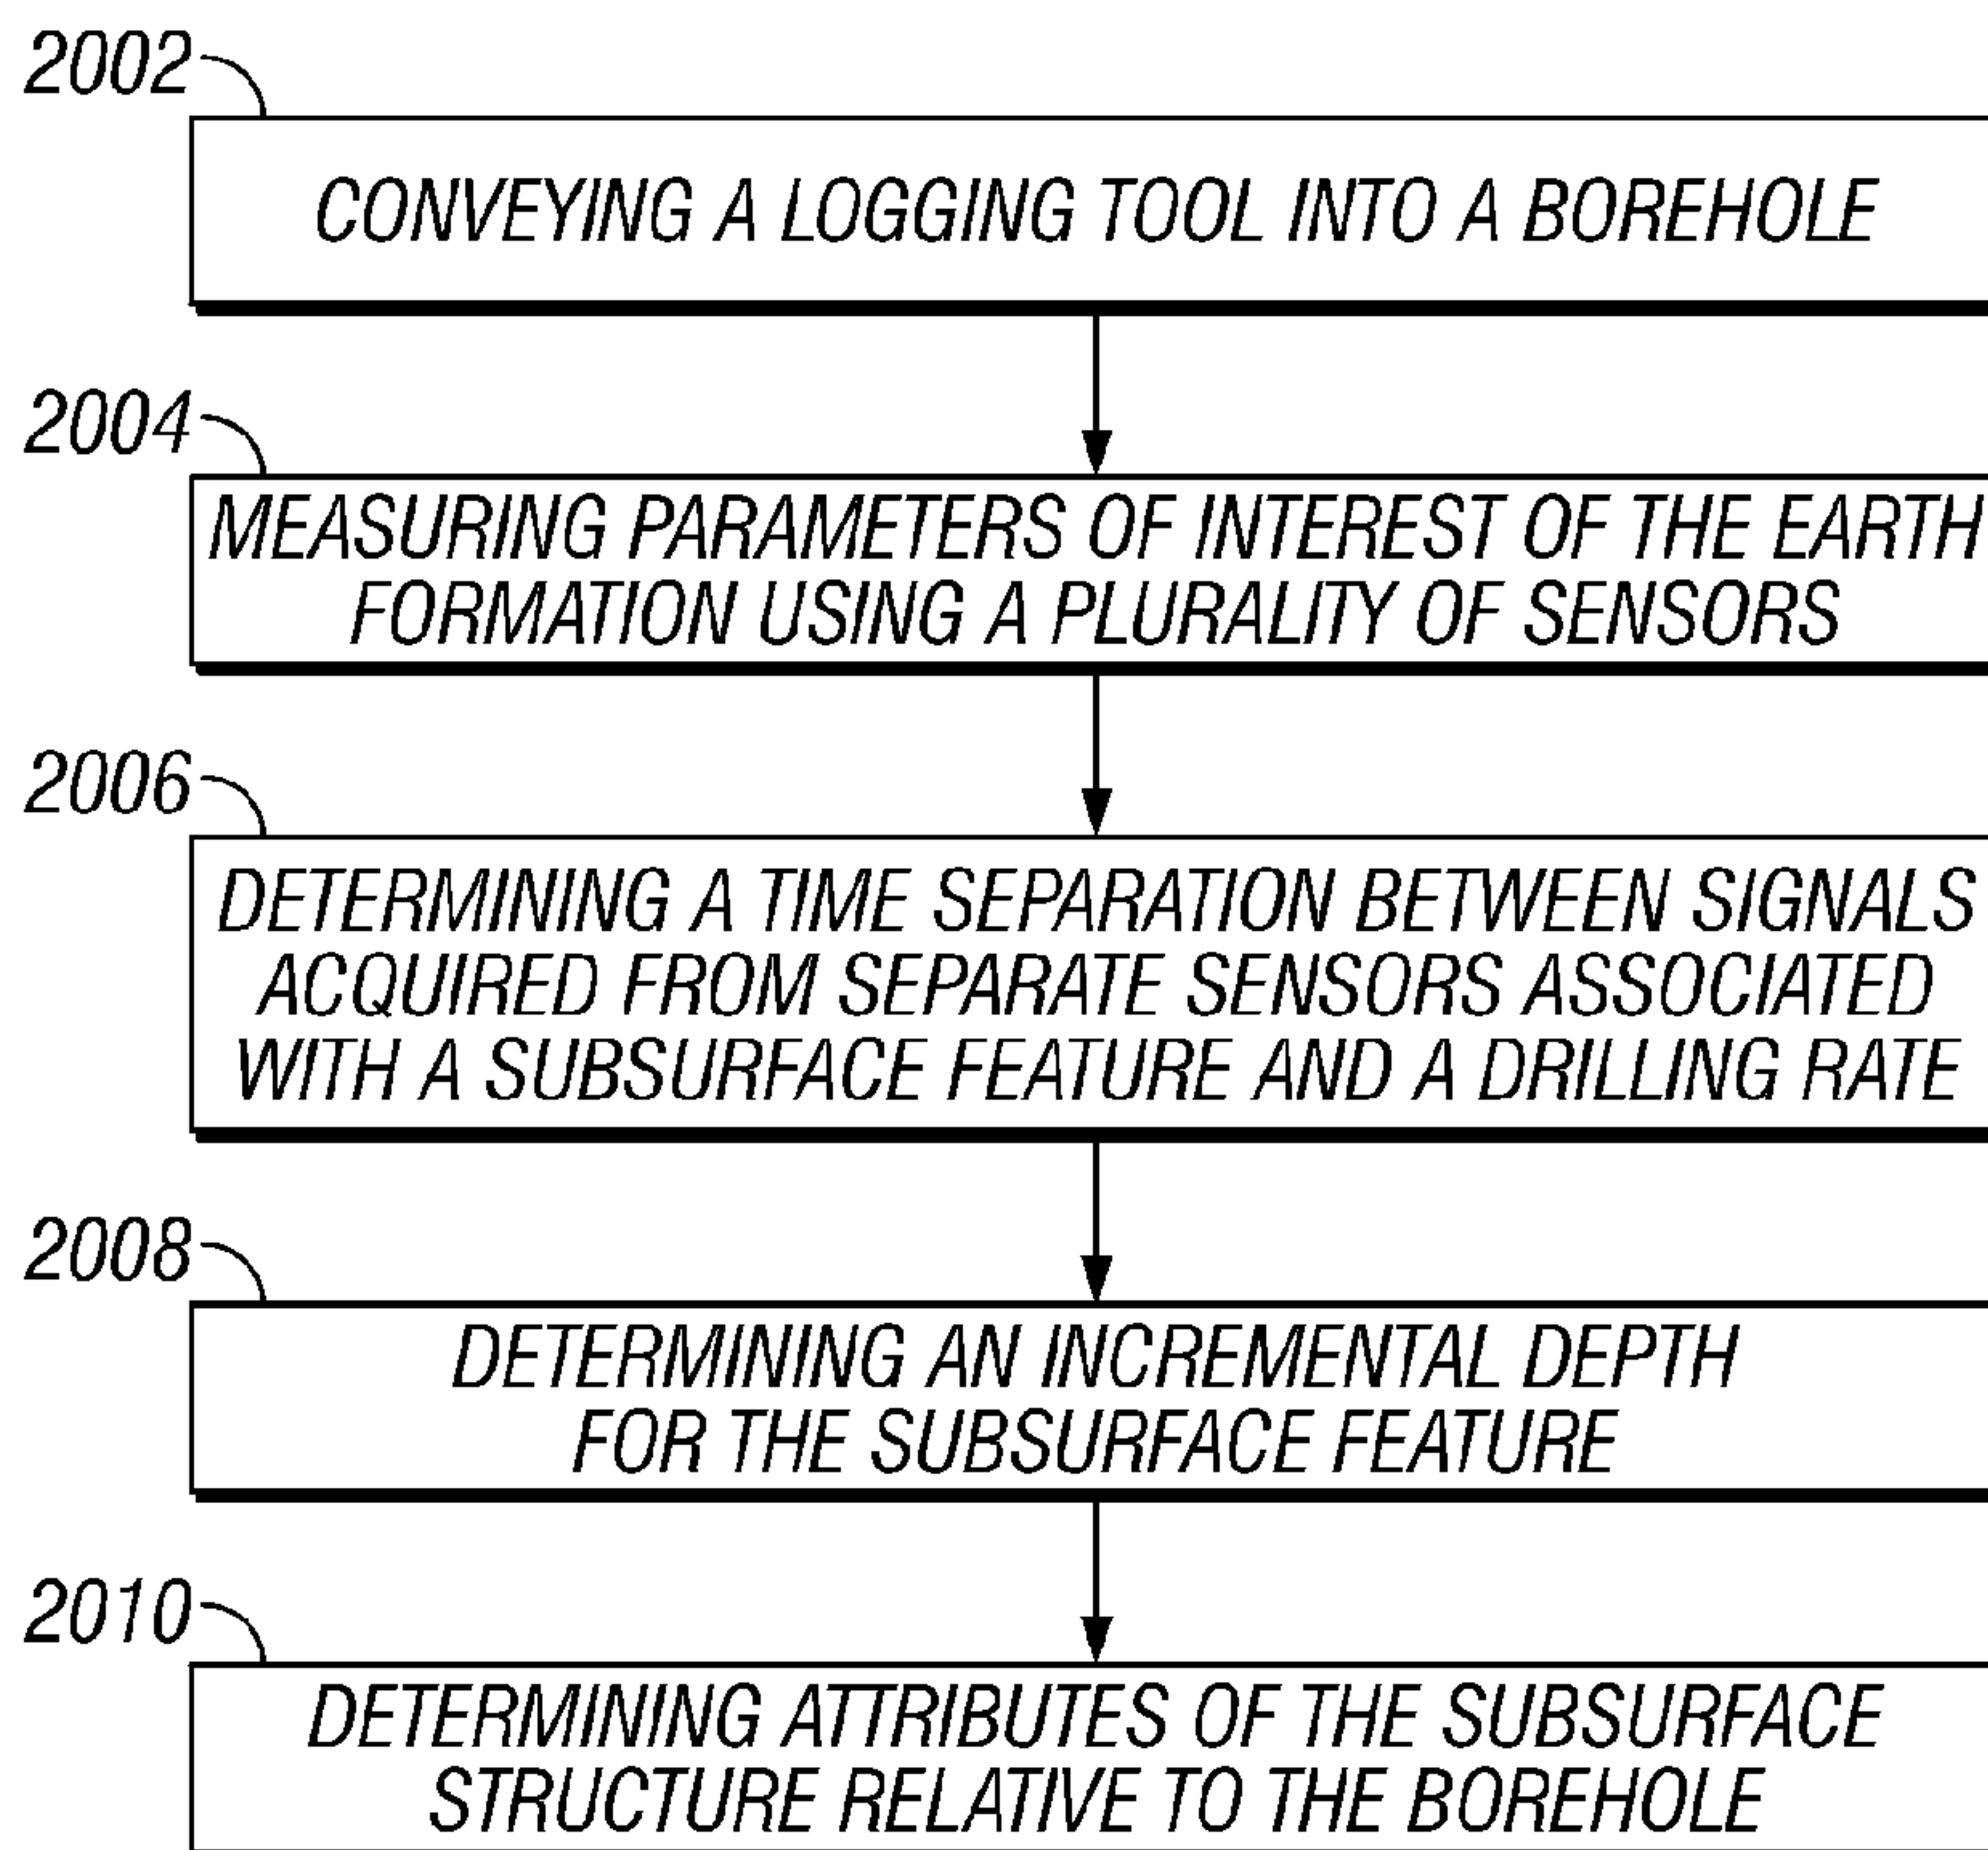 2002
CONVEYING A LOGGING TOOL INTO A BOREHOLE
2004
MEASURING PARAMETERS OF INTEREST OF THE EARTH
FORMATION USING A PLURALITY OF SENSORS
2006
DETERMINING A TIME SEPARATION BETWEEN SIGNALS
ACQUIRED FROM SEPARATE SENSORS ASSOCIATED
WITH A SUBSURFACE FEATURE AND A DRILLING RATE
2008
DETERMINING AN INCREMENTAL DEPTH
FOR THE SUBSURFACE FEATURE
2010
DETERMINING ATTRIBUTES OF THE SUBSURFACE
STRUCTURE RELATIVE TO THE BOREHOLE